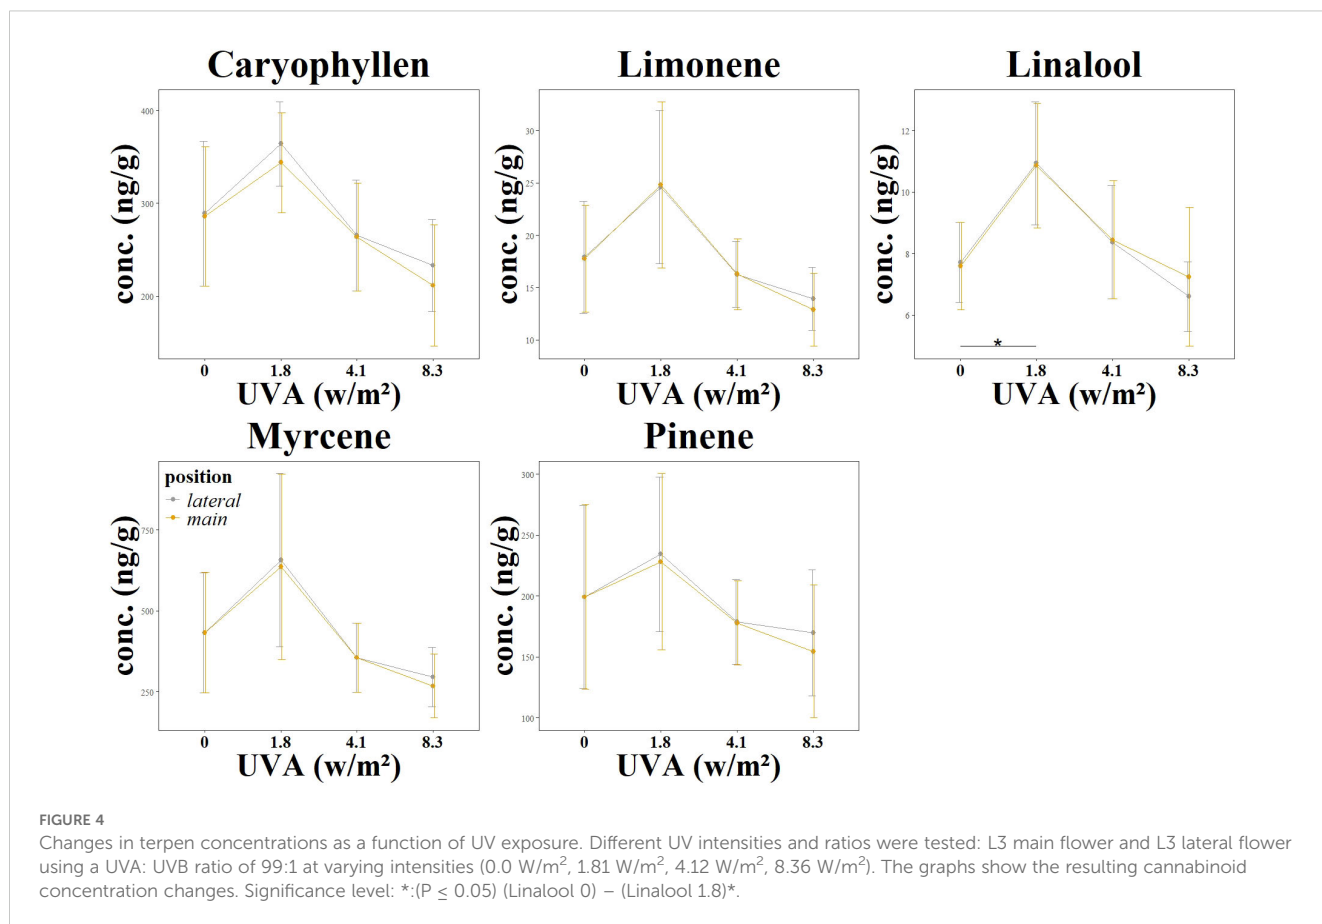 Caryophyllen
Limonene
Linalool
conc. (ng/g)
400
300
200
0
1.8
4.1
8.3
UVA (w/m²)
conc. (ng/g)
30
25
20
15
10
0
1.8
4.1
8.3
UVA (w/m²)
conc. (ng/g)
12
10
8
6
*
0
1.8
4.1
8.3
UVA (w/m²)
Myrcene
Pinene
conc. (ng/g)
750
500
250
position
lateral
main
0
1.8
4.1
8.3
UVA (w/m²)
conc. (ng/g)
300
250
200
150
100
0
1.8
4.1
8.3
UVA (w/m²)
FIGURE 4
Changes in terpen concentrations as a function of UV exposure. Different UV intensities and ratios were tested: L3 main flower and L3 lateral flower
using a UVA: UVB ratio of 99:1 at varying intensities (0.0 W/m², 1.81 W/m², 4.12 W/m², 8.36 W/m²). The graphs show the resulting cannabinoid
concentration changes. Significance level: *:(P ≤ 0.05) (Linalool 0) – (Linalool 1.8)*.